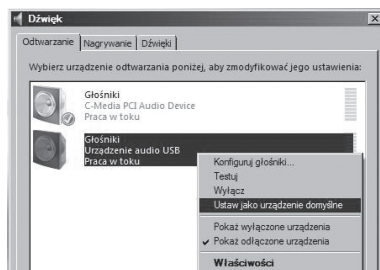 Dźwięk
Odtwarzanie Nagrywanie Dźwięki
Wybierz urządzenie odtwarzania poniżej, aby zmodyfikować jego ustawienia:
Głośniki
C-Media PCI Audio Device
Praca w toku
Głośniki
Urządzenie audio USB
Praca w toku
Konfiguruj głośniki...
Testuj
Wyłącz
Ustaw jako urządzenie domyślne
Pokaż wyłączone urządzenia
Pokaż odłączone urządzenia
Właściwości